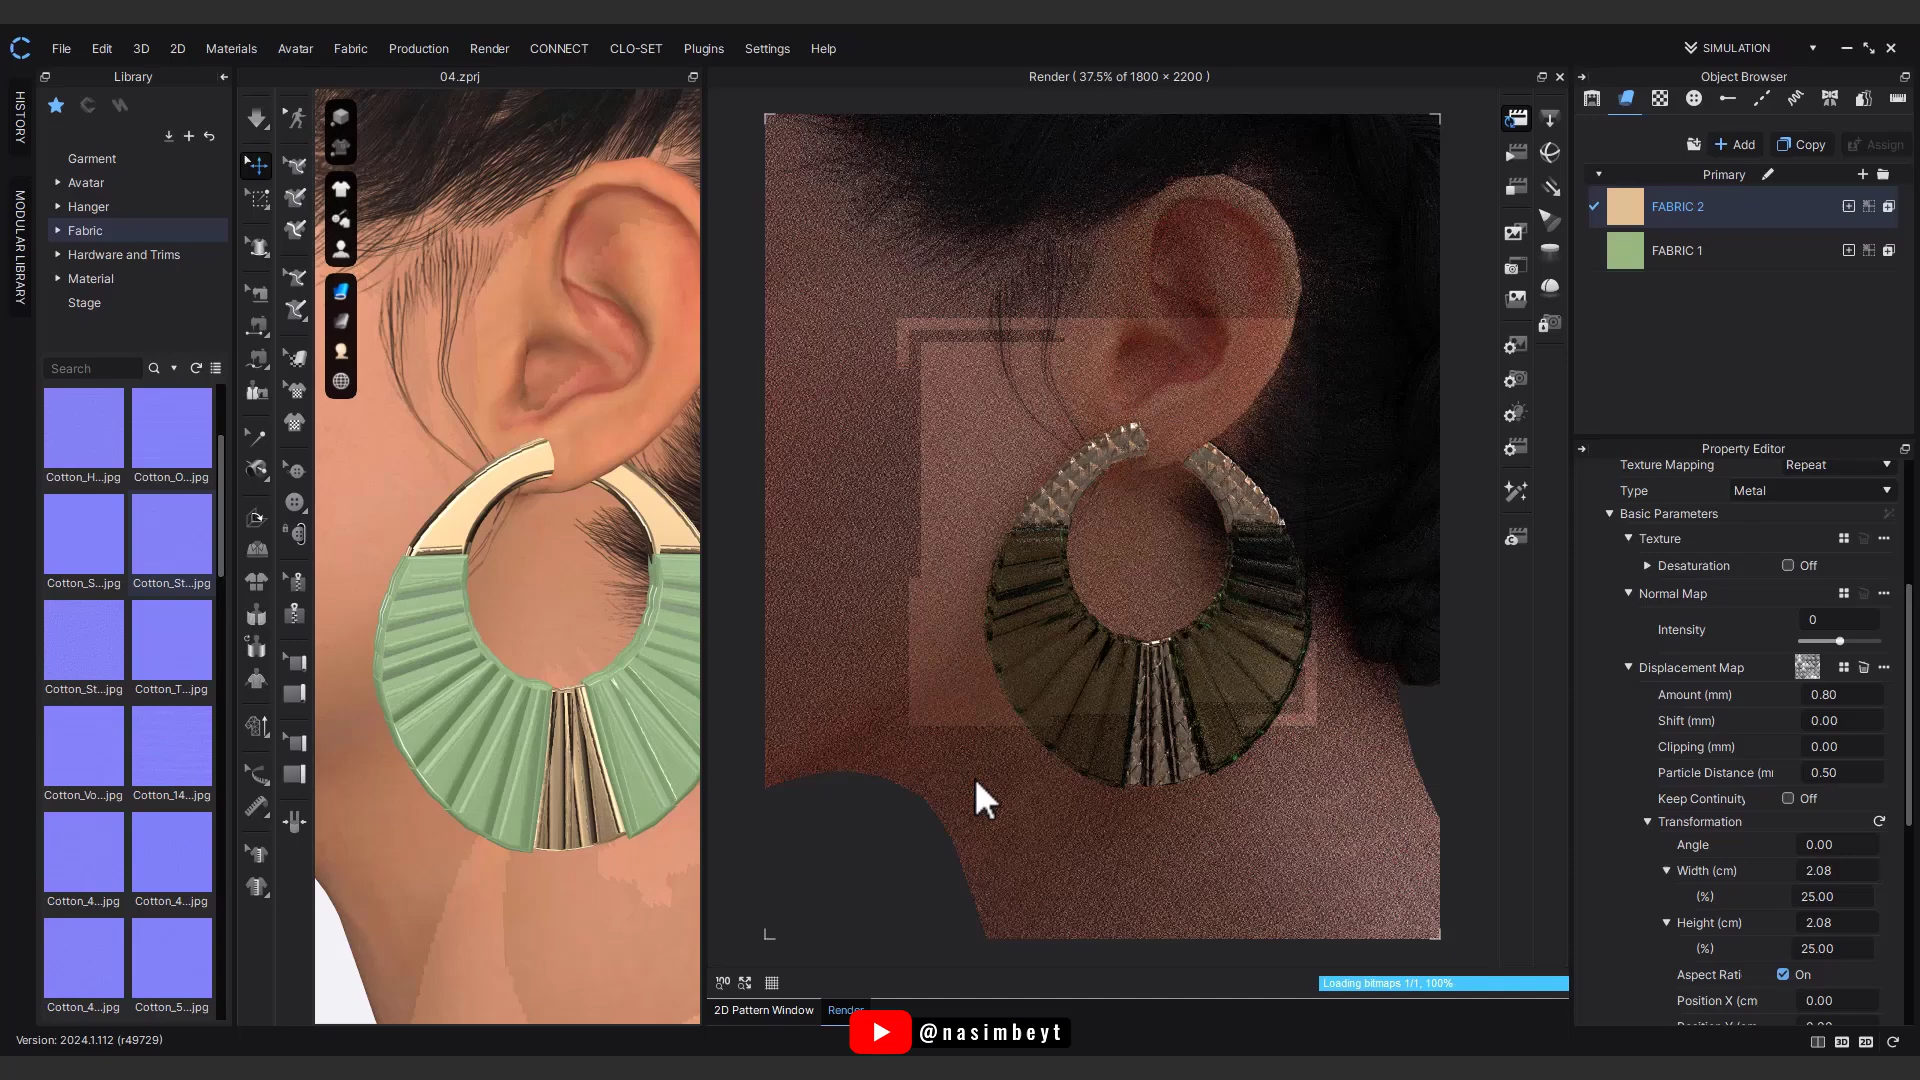 File Edit 3D 2D Materials Avatar Fabric Production Render CONNECT CLO-SET Plugins Settings Help
SIMULATION
HISTORY
MODULAR LIBRARY
Library
Garment
Avatar
Hanger
Fabric
Hardware and Trims
Material
Stage
Search
Cotton_H...jpg Cotton_O...jpg
Cotton_S...jpg Cotton_St...jpg
Cotton_St...jpg Cotton_T...jpg
Cotton_Vo...jpg Cotton_14...jpg
Cotton_4...jpg Cotton_4...jpg
Cotton_4...jpg Cotton_5...jpg
Version: 2024.1.112 (r49729)
04.zprj
Render ( 37.5% of 1800 × 2200 )
100
Loading bitmaps 1/1, 100%
2D Pattern Window Render
@nasimbeyt
Object Browser
Add Copy Assign
Primary
FABRIC 2
FABRIC 1
Property Editor
Texture Mapping Repeat
Type Metal
Basic Parameters
Texture
Desaturation Off
Normal Map
Intensity 0
Displacement Map
Amount (mm) 0.80
Shift (mm) 0.00
Clipping (mm) 0.00
Particle Distance (m 0.50
Keep Continuity Off
Transformation
Angle 0.00
Width (cm) 2.08
(%) 25.00
Height (cm) 2.08
(%) 25.00
Aspect Rati On
Position X (cm 0.00
3D 2D